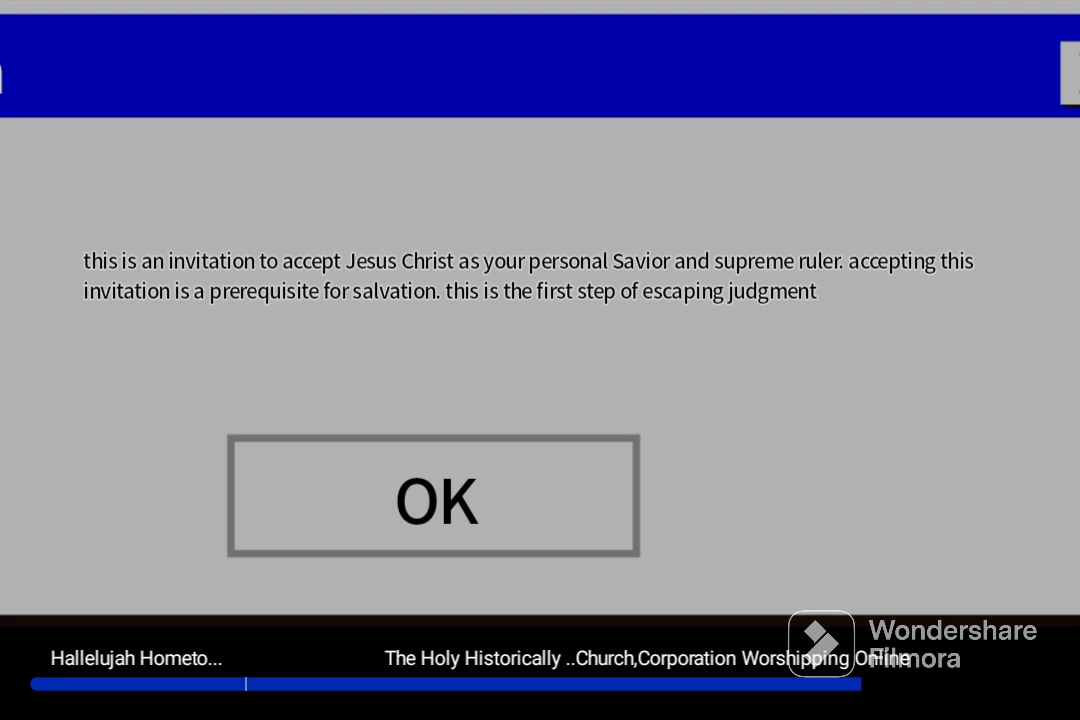 this is an invitation to accept Jesus Christ as your personal Savior and supreme ruler. accepting this
invitation is a prerequisite for salvation. this is the first step of escaping judgment
OK
Wondershare
Filmora
Hallelujah Hometo...
The Holy Historically ..Church,Corporation Worshipping Online